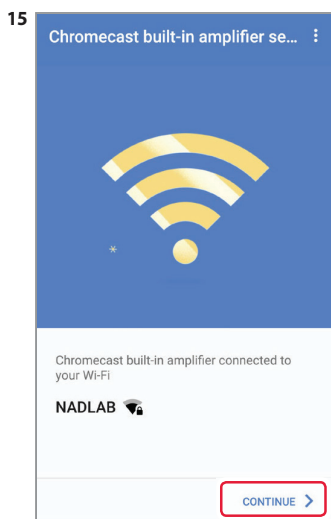 15
Chromecast built-in amplifier se...
Chromecast built-in amplifier connected to
your Wi-Fi
NADLAB
CONTINUE